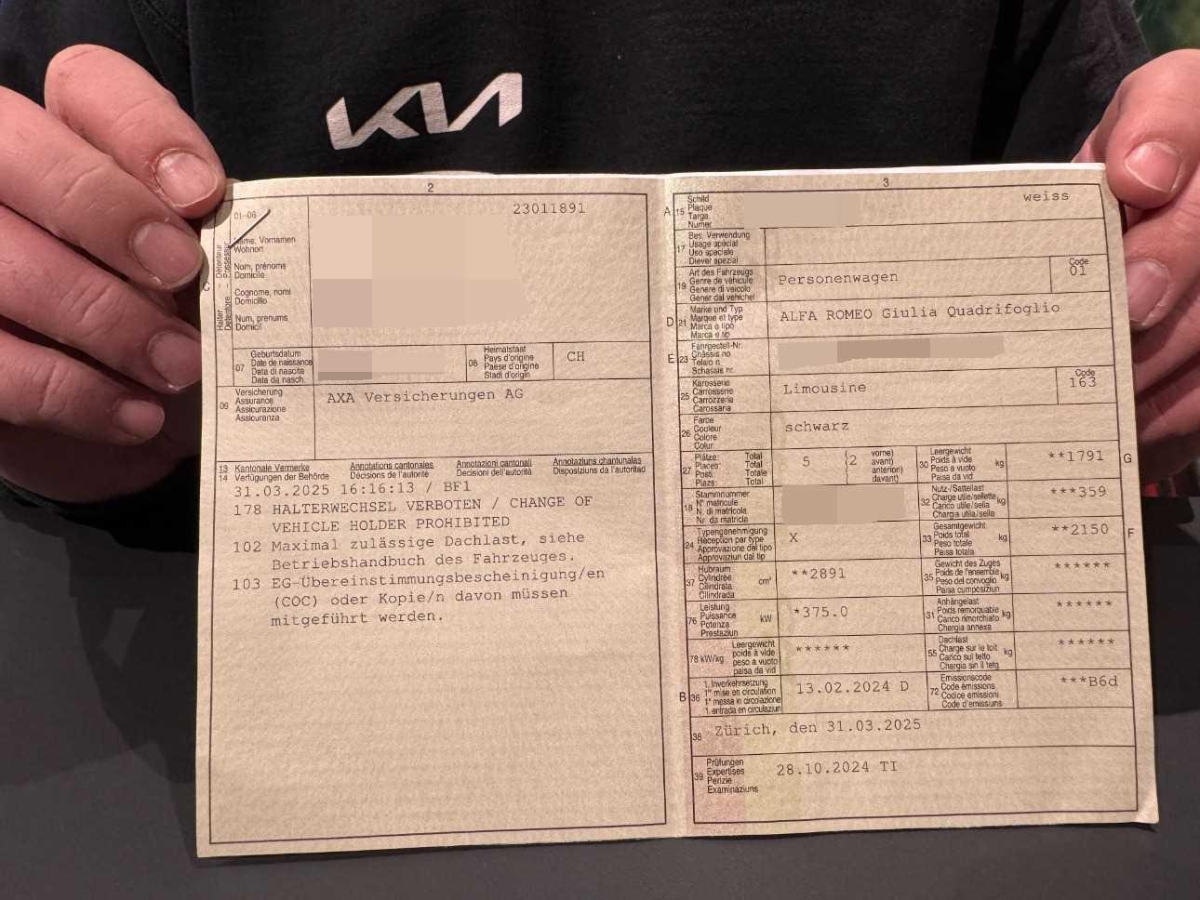 KIA
2
23011891
01-06
Name, Vornamen
Wohnort
Nom, prénoms
Domicile
Cognome, nomi
Domicilio
Num, prenums
Domicil
C
Halter
Détenteur
07
Geburtsdatum
Date de naissance
Data di nascita
Data da nasch.
08
Heimatstaat
Pays d'origine
Paese d'origine
Stadi d'origin
CH
09
Versicherung
Assurance
Assicurazione
Assicuranza
AXA Versicherungen AG
13
14
Kantonale Vermerke
Verfügungen der Behörde
Annotations cantonales
Décisions de l'autorité
Annotazioni cantonali
Decisioni dell'autorità
Annotaziuns chantunalas
Disposiziuns da l'autoritad
31.03.2025 16:16:13 / BF1
178 HALTERWECHSEL VERBOTEN / CHANGE OF
VEHICLE HOLDER PROHIBITED
102 Maximal zulässige Dachlast, siehe
Betriebshandbuch des Fahrzeuges.
103 EG-Übereinstimmungsbescheinigung/en
(COC) oder Kopie/n davon müssen
mitgeführt werden.
3
A
15
Schild
Plaque
Targa
Numer
weiss
17
Bes. Verwendung
Usage spécial
Uso speciale
Diever spezial
19
Art des Fahrzeugs
Genre de véhicule
Genere di veicolo
Gener dal vehichel
Personenwagen
Code
01
D
21
Marke und Typ
Marque et type
Marca e tipo
Marca e tip
ALFA ROMEO Giulia Quadrifoglio
E
23
Fahrgestell-Nr.
Châssis no
Telaio n.
Schassis nr.
25
Karosserie
Carrosserie
Carrozzeria
Carossaria
Limousine
Code
163
26
Farbe
Couleur
Colore
Colur
schwarz
27
Plätze: Total
Places: Total
Posti: Totale
Plazs: Total
5
(2
vorne)
avant)
anteriori)
davant)
30
Leergewicht
Poids à vide
Peso a vuoto
Paisa da vid
kg
**1791
G
18
Stammnummer
N° matricule
N. di matricola
Nr. da matricla
32
Nutz-/Sattellast
Charge utile/sellette
Carico utile/sella
Chargia utila/sella
kg
***359
24
Typengenehmigung
Réception par type
Approvazione del tipo
Approvaziun dal tip
X
33
Gesamtgewicht
Poids total
Peso totale
Paisa totala
kg
**2150
F
37
Hubraum
Cylindrée
Cilindrata
Cilindrada
cm³
**2891
35
Gewicht des Zuges
Poids de l'ensemble
Peso del convoglio
Paisa cumposiziun
kg
******
76
Leistung
Puissance
Potenza
Prestaziun
kW
*375.0
31
Anhängelast
Poids remorquable
Carico rimorchiato
Chargia annexa
kg
******
78 kW/kg
Leergewicht
poids à vide
peso a vuoto
paisa da vid
******
55
Dachlast
Charge sur le toit
Carico sul tetto
Chargia sin il tetg
kg
******
B
36
1. Inverkehrsetzung
1re mise en circulation
1a messa in circolazione
1. entrada en circulaziun
13.02.2024 D
72
Emissionscode
Code émissions
Codice emissioni
Code d'emissiuns
***B6d
38
Zürich, den 31.03.2025
39
Prüfungen
Expertises
Perizie
Examinaziuns
28.10.2024 TI